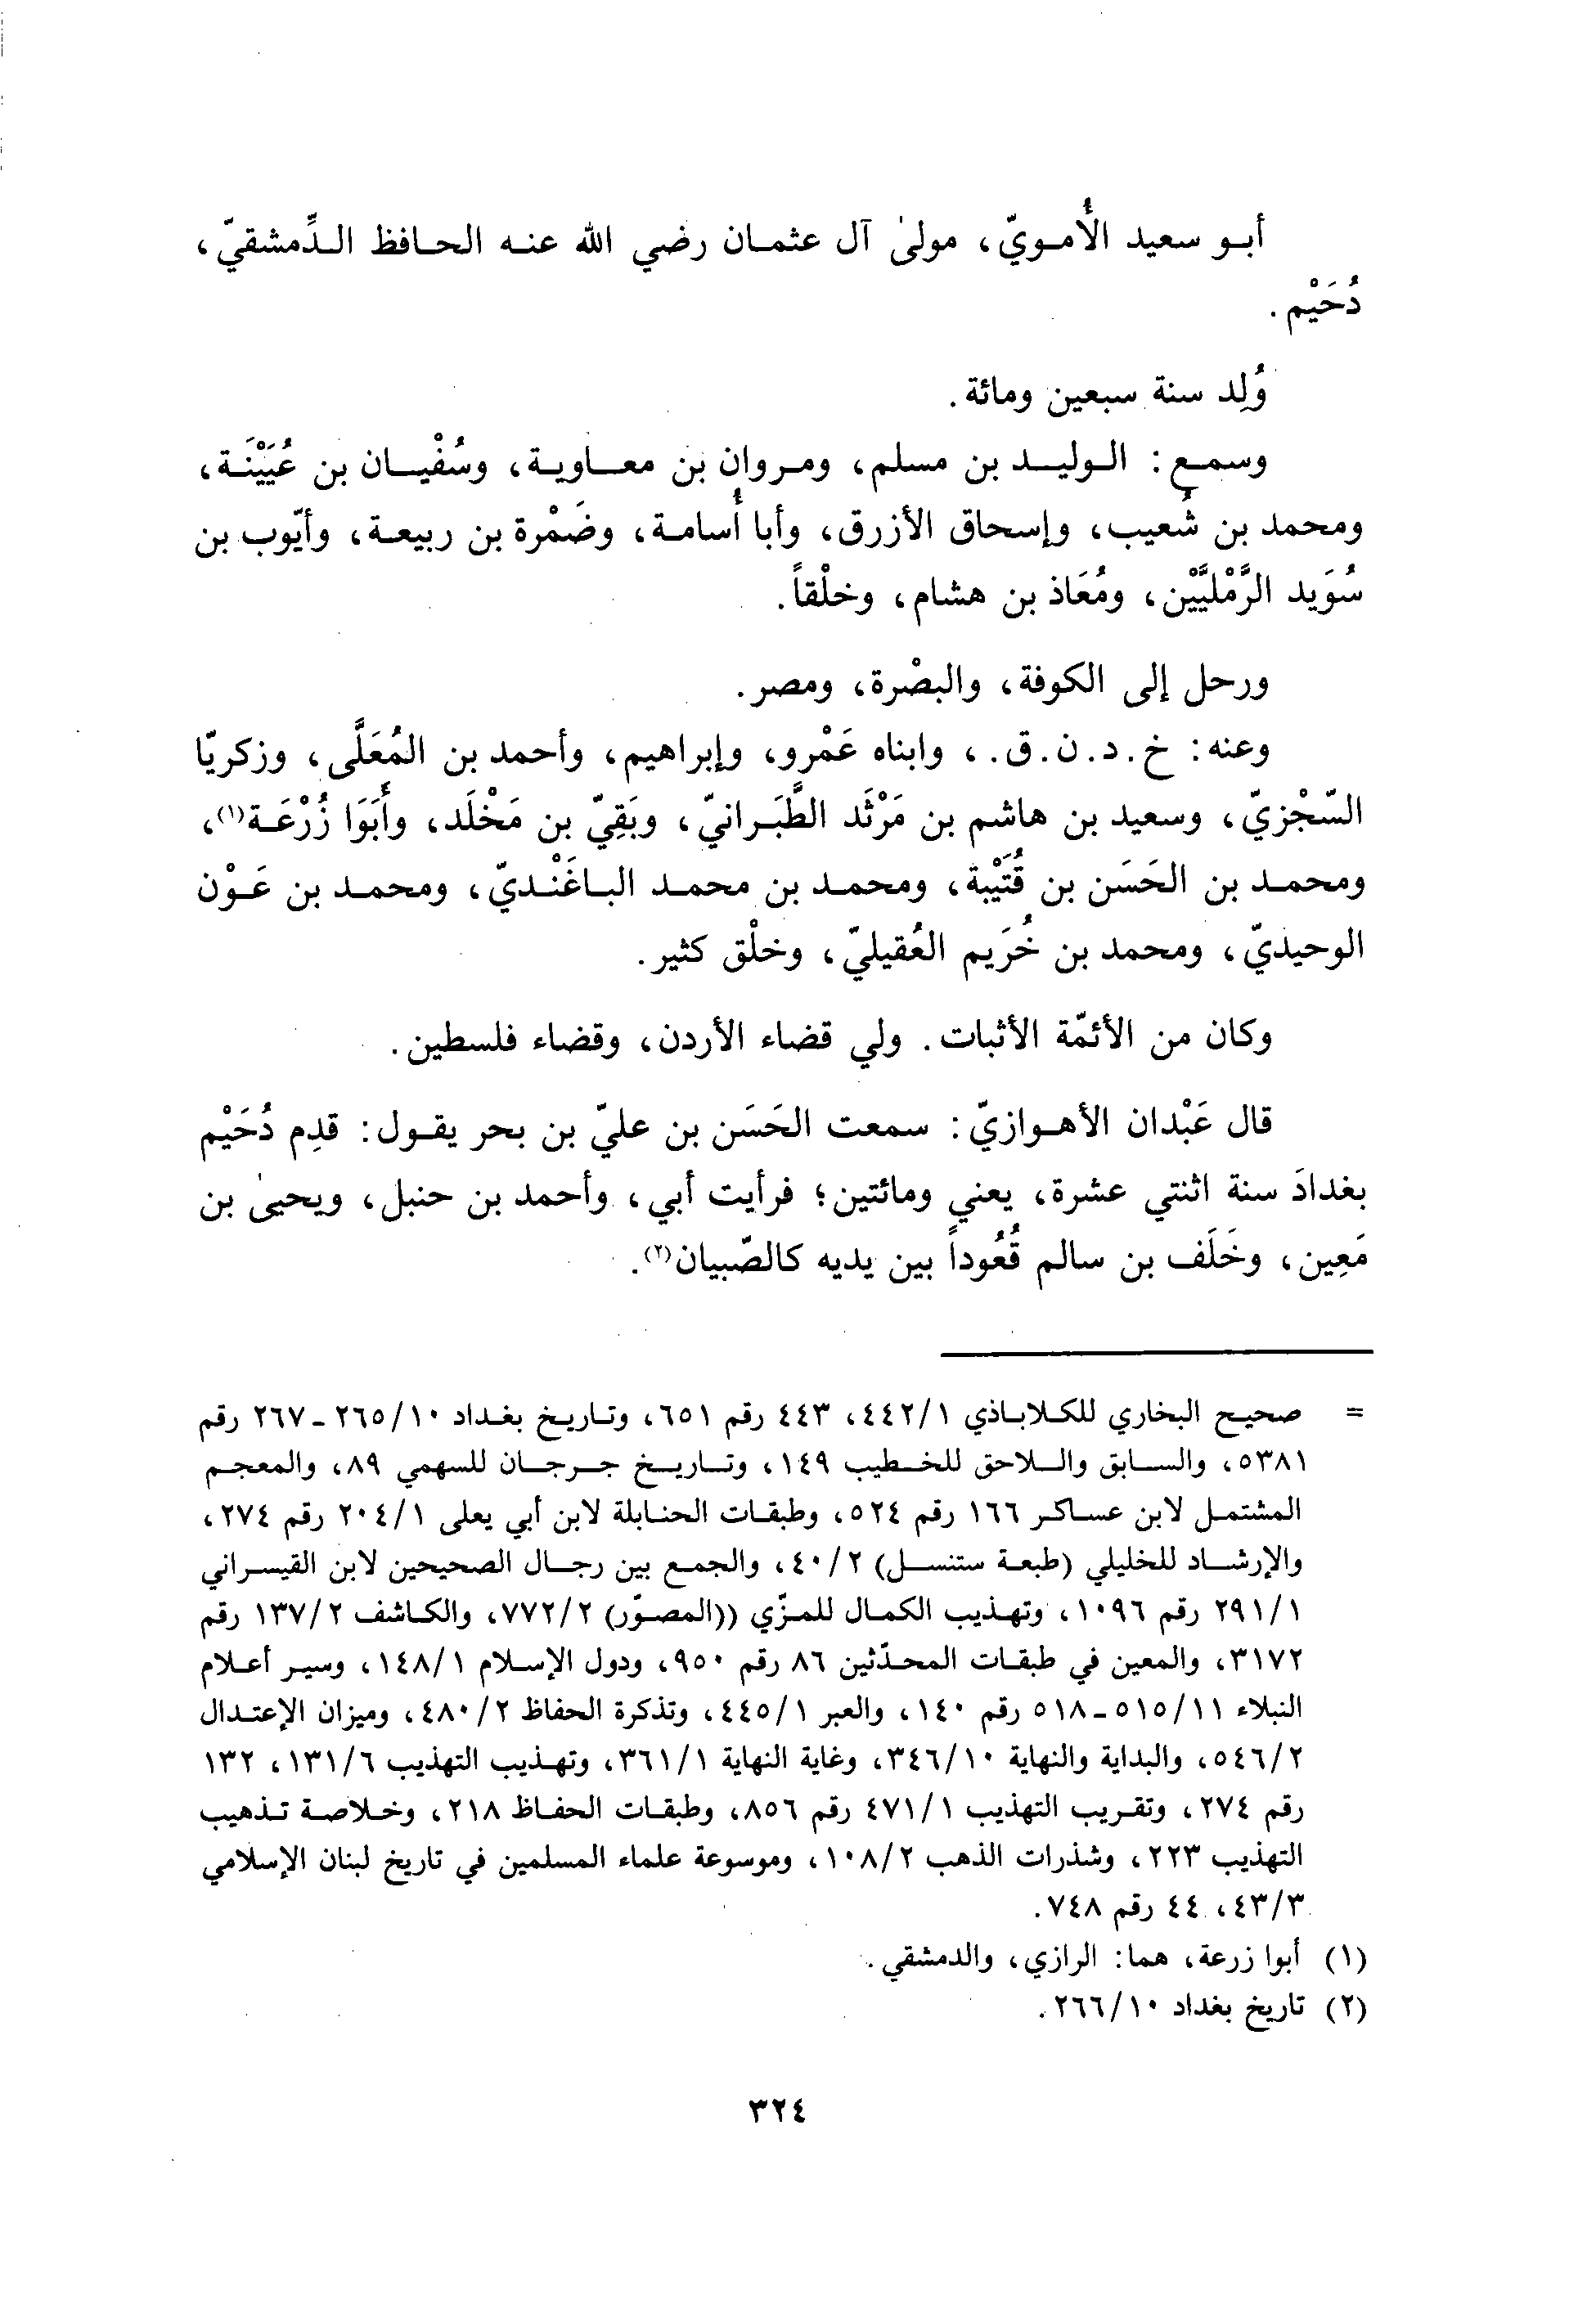 أبو سعيد الأُمويّ، مولىٰ آل عثمان رضي الله عنه الحافظ الدِّمشقيّ،
دُحَيْم.
وُلِد سنة سبعين ومائة.
وسمع: الوليد بن مسلم، ومروان بن معاوية، وسُفْيان بن عُيَيْنَة،
ومحمد بن شُعيب، وإسحاق الأزرق، وأبا أُسامة، وضَمْرة بن ربيعة، وأيّوب بن
سُوَيد الرَّمْليَّيْن، ومُعَاذ بن هشام، وخلْقاً.
ورحل إلى الكوفة، والبصْرة، ومصر.
وعنه: خ.د.ن.ق.، وابناه عَمْرو، وإبراهيم، وأحمد بن المُعَلَّى، وزكريّا
السّجْزيّ، وسعيد بن هاشم بن مَرْثَد الطَّبَرانيّ، وبَقِيّ بن مَخْلَد، وأَبَوَا زُرْعَة(١)،
ومحمد بن الحَسَن بن قُتَيْبة، ومحمد بن محمد الباغَنْديّ، ومحمد بن عَوْن
الوحيديّ، ومحمد بن خُرَيم العُقيليّ، وخلْق كثير.
وكان من الأئمّة الأثبات. ولي قضاء الأردن، وقضاء فلسطين.
قال عَبْدان الأهوازيّ: سمعت الحَسَن بن عليّ بن بحر يقول: قدِم دُحَيْم
بغدادَ سنة اثنتي عشرة، يعني ومائتين؛ فرأيت أبي، وأحمد بن حنبل، ويحيىٰ بن
مَعِين، وخَلَف بن سالم قُعُوداً بين يديه كالصّبيان(٢).
= صحيح البخاري للكلاباذي ٤٤٢/١، ٤٤٣ رقم ٦٥١، وتاريخ بغداد ٢٦٥/١٠ - ٢٦٧ رقم
٥٣٨١، والسابق واللاحق للخطيب ١٤٩، وتاريخ جرجان للسهمي ٨٩، والمعجم
المشتمل لابن عساكر ١٦٦ رقم ٥٢٤، وطبقات الحنابلة لابن أبي يعلى ٢٠٤/١ رقم ٢٧٤،
والإرشاد للخليلي (طبعة ستنسل) ٤٠/٢، والجمع بين رجال الصحيحين لابن القيسراني
٢٩١/١ رقم ١٠٩٦، وتهذيب الكمال للمزّي ((المصوّر) ٧٧٢/٢، والكاشف ١٣٧/٢ رقم
٣١٧٢، والمعين في طبقات المحدّثين ٨٦ رقم ٩٥٠، ودول الإسلام ١٤٨/١، وسير أعلام
النبلاء ٥١٥/١١ - ٥١٨ رقم ١٤٠، والعبر ٤٤٥/١، وتذكرة الحفاظ ٤٨٠/٢، وميزان الإعتدال
٥٤٦/٢، والبداية والنهاية ٣٤٦/١٠، وغاية النهاية ٣٦١/١، وتهذيب التهذيب ١٣١/٦، ١٣٢
رقم ٢٧٤، وتقريب التهذيب ٤٧١/١ رقم ٨٥٦، وطبقات الحفاظ ٢١٨، وخلاصة تذهيب
التهذيب ٢٢٣، وشذرات الذهب ١٠٨/٢، وموسوعة علماء المسلمين في تاريخ لبنان الإسلامي
٤٣/٣، ٤٤ رقم ٧٤٨.
(١) أبوا زرعة، هما: الرازي، والدمشقي.
(٢) تاريخ بغداد ٢٦٦/١٠.
٣٢٤